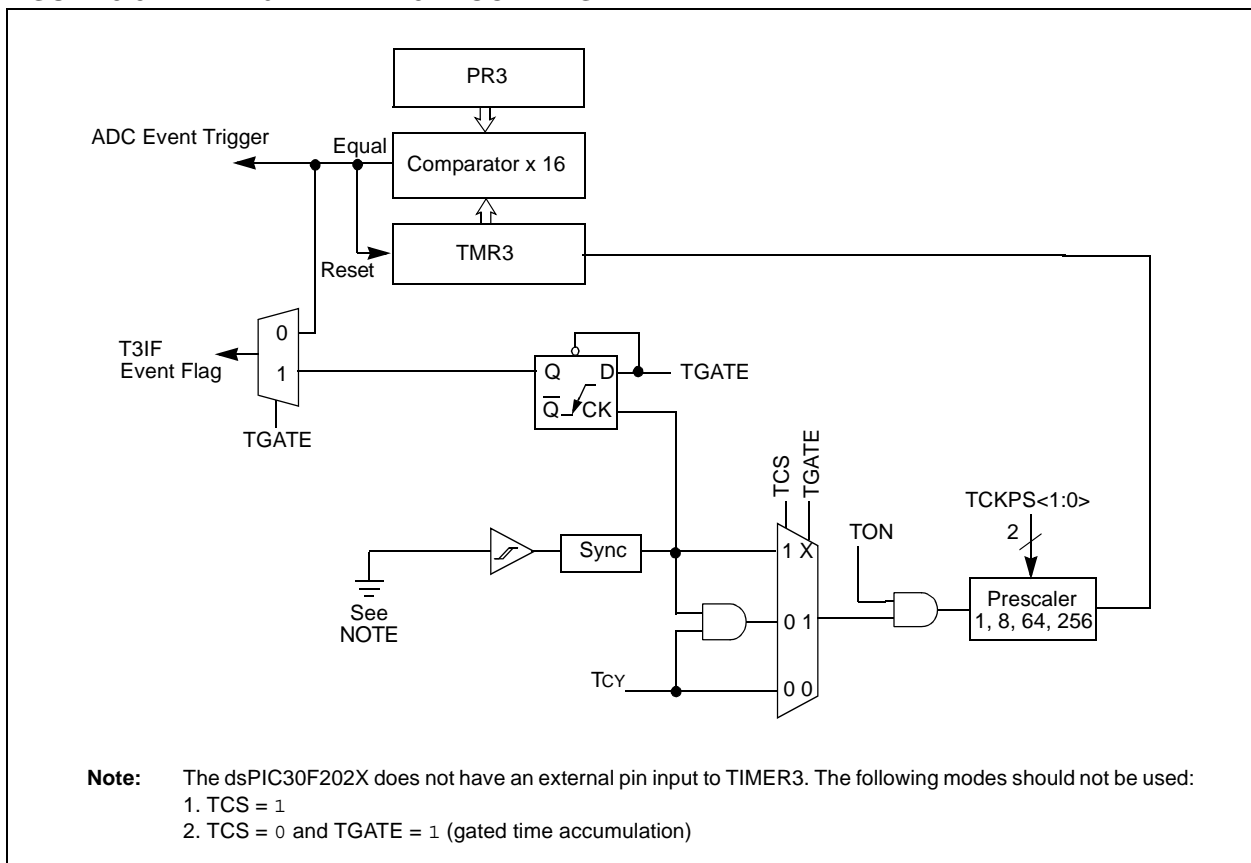 PR3
ADC Event Trigger
Equal
Comparator x 16
TMR3
Reset
0
T3IF
Event Flag
1
TGATE
Q
D
TGATE
Q
CK
TCS
TGATE
TCKPS<1:0>
2
TON
Sync
1 X
Prescaler
1, 8, 64, 256
See
NOTE
0 1
TCY
0 0
Note: The dsPIC30F202X does not have an external pin input to TIMER3. The following modes should not be used:
1. TCS = 1
2. TCS = 0 and TGATE = 1 (gated time accumulation)